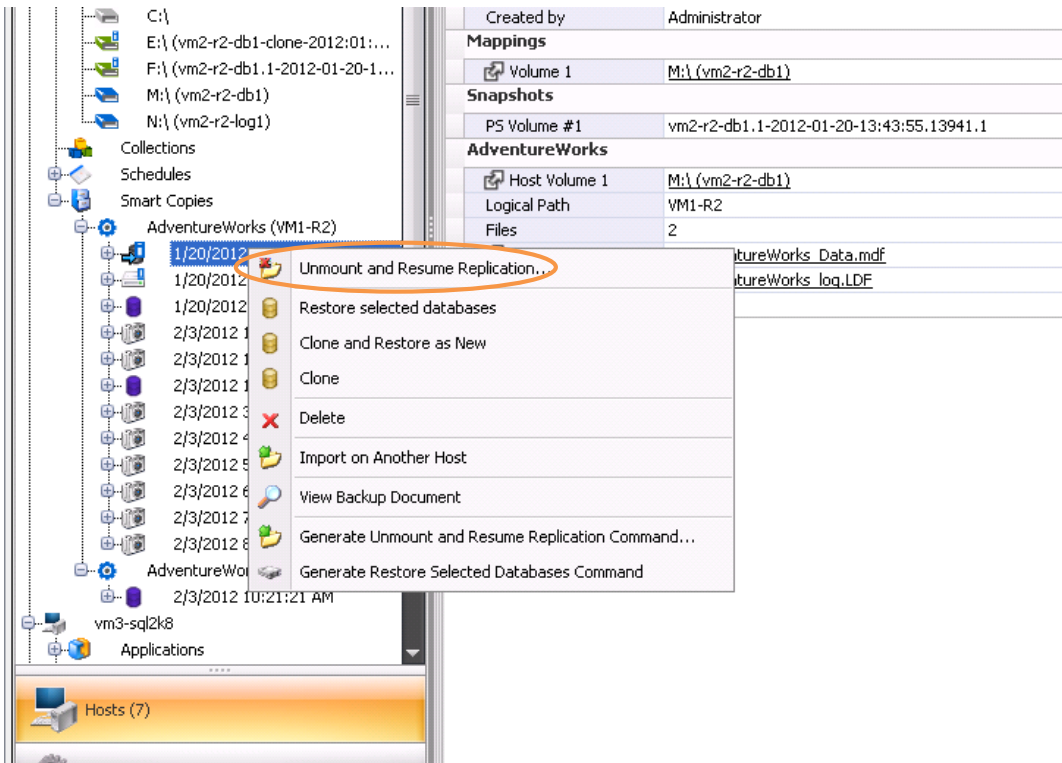 C:\
E:\ (vm2-r2-db1-clone-2012:01:...
F:\ (vm2-r2-db1.1-2012-01-20-1...
M:\ (vm2-r2-db1)
N:\ (vm2-r2-log1)
Collections
Schedules
Smart Copies
AdventureWorks (VM1-R2)
1/20/2012
1/20/2012
1/20/2012
2/3/2012 1
2/3/2012 1
2/3/2012 1
2/3/2012 3
2/3/2012 4
2/3/2012 5
2/3/2012 6
2/3/2012 7
2/3/2012 8
AdventureWo
2/3/2012 10:21:21 AM
vm3-sql2k8
Applications
Hosts (7)
Unmount and Resume Replication...
Restore selected databases
Clone and Restore as New
Clone
Delete
Import on Another Host
View Backup Document
Generate Unmount and Resume Replication Command...
Generate Restore Selected Databases Command
Created by Administrator
Mappings
Volume 1 M:\ (vm2-r2-db1)
Snapshots
PS Volume #1 vm2-r2-db1.1-2012-01-20-13:43:55.13941.1
AdventureWorks
Host Volume 1 M:\ (vm2-r2-db1)
Logical Path VM1-R2
Files 2
tureWorks_Data.mdf
tureWorks_log.LDF